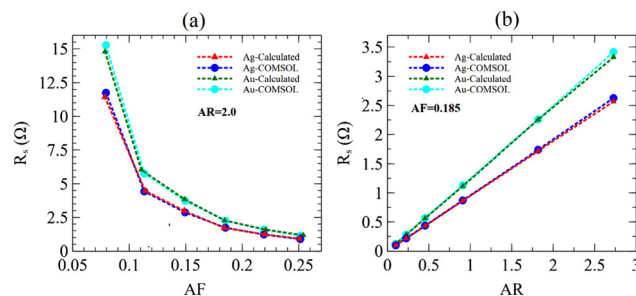 (a)
15
12.5
10
7.5
5
2.5
0
Rs (Ω)
Ag-Calculated
Ag-COMSOL
Au-Calculated
Au-COMSOL
AR=2.0
0.05
0.1
0.15
0.2
0.25
AF
(b)
3.5
3
2.5
2
1.5
1
0.5
0
Rs (Ω)
Ag-Calculated
Ag-COMSOL
Au-Calculated
Au-COMSOL
AF=0.185
0
0.5
1
1.5
2
2.5
3
AR